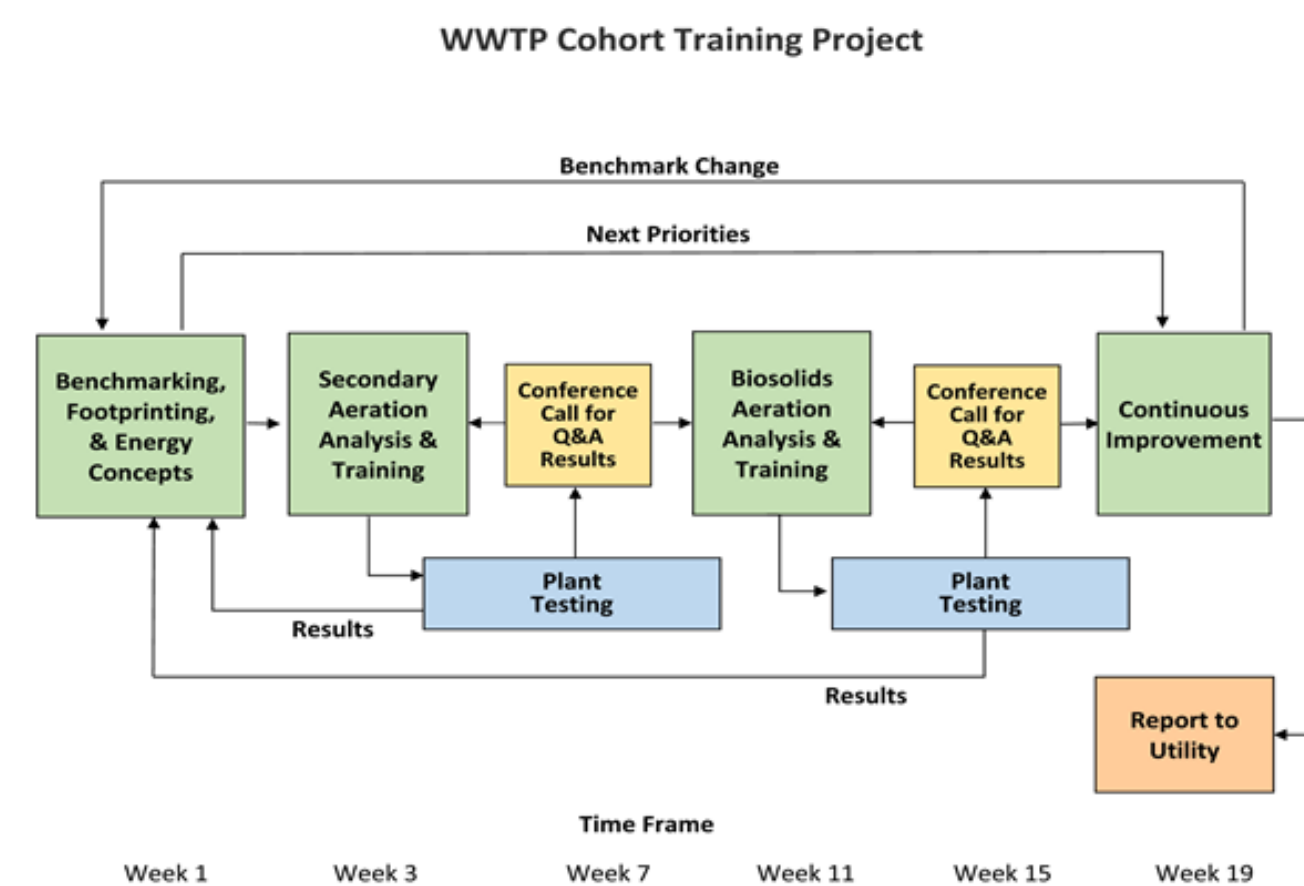 WWTP Cohort Training Project
Benchmark Change
Next Priorities
Benchmarking,
Footprinting,
& Energy
Concepts
Secondary
Aeration
Analysis &
Training
Conference
Call for
Q&A
Results
Biosolids
Aeration
Analysis &
Training
Conference
Call for
Q&A
Results
Continuous
Improvement
Plant
Testing
Plant
Testing
Results
Results
Report to
Utility
Time Frame
Week 1
Week 3
Week 7
Week 11
Week 15
Week 19